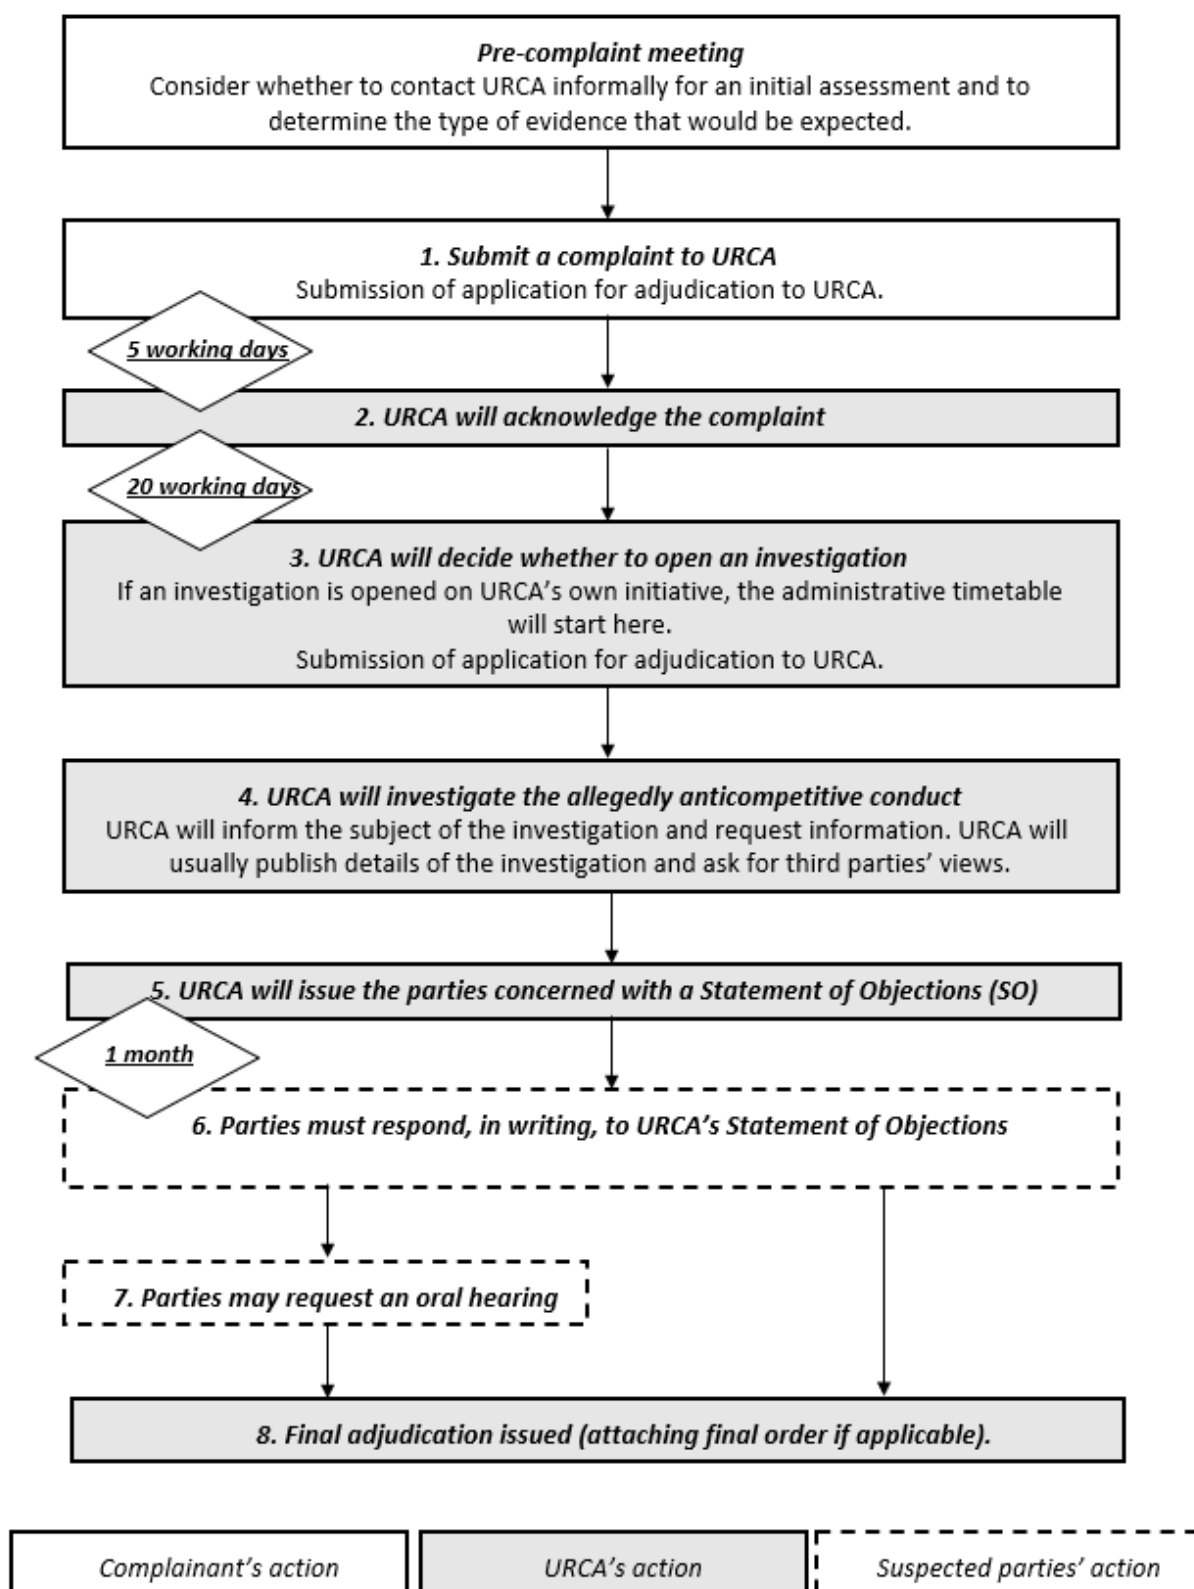 Pre-complaint meeting
Consider whether to contact URCA informally for an initial assessment and to
determine the type of evidence that would be expected.
1. Submit a complaint to URCA
Submission of application for adjudication to URCA.
5 working days
2. URCA will acknowledge the complaint
20 working days
3. URCA will decide whether to open an investigation
If an investigation is opened on URCA’s own initiative, the administrative timetable
will start here.
Submission of application for adjudication to URCA.
4. URCA will investigate the allegedly anticompetitive conduct
URCA will inform the subject of the investigation and request information. URCA will
usually publish details of the investigation and ask for third parties’ views.
5. URCA will issue the parties concerned with a Statement of Objections (SO)
1 month
6. Parties must respond, in writing, to URCA’s Statement of Objections
7. Parties may request an oral hearing
8. Final adjudication issued (attaching final order if applicable).
Complainant’s action
URCA’s action
Suspected parties’ action